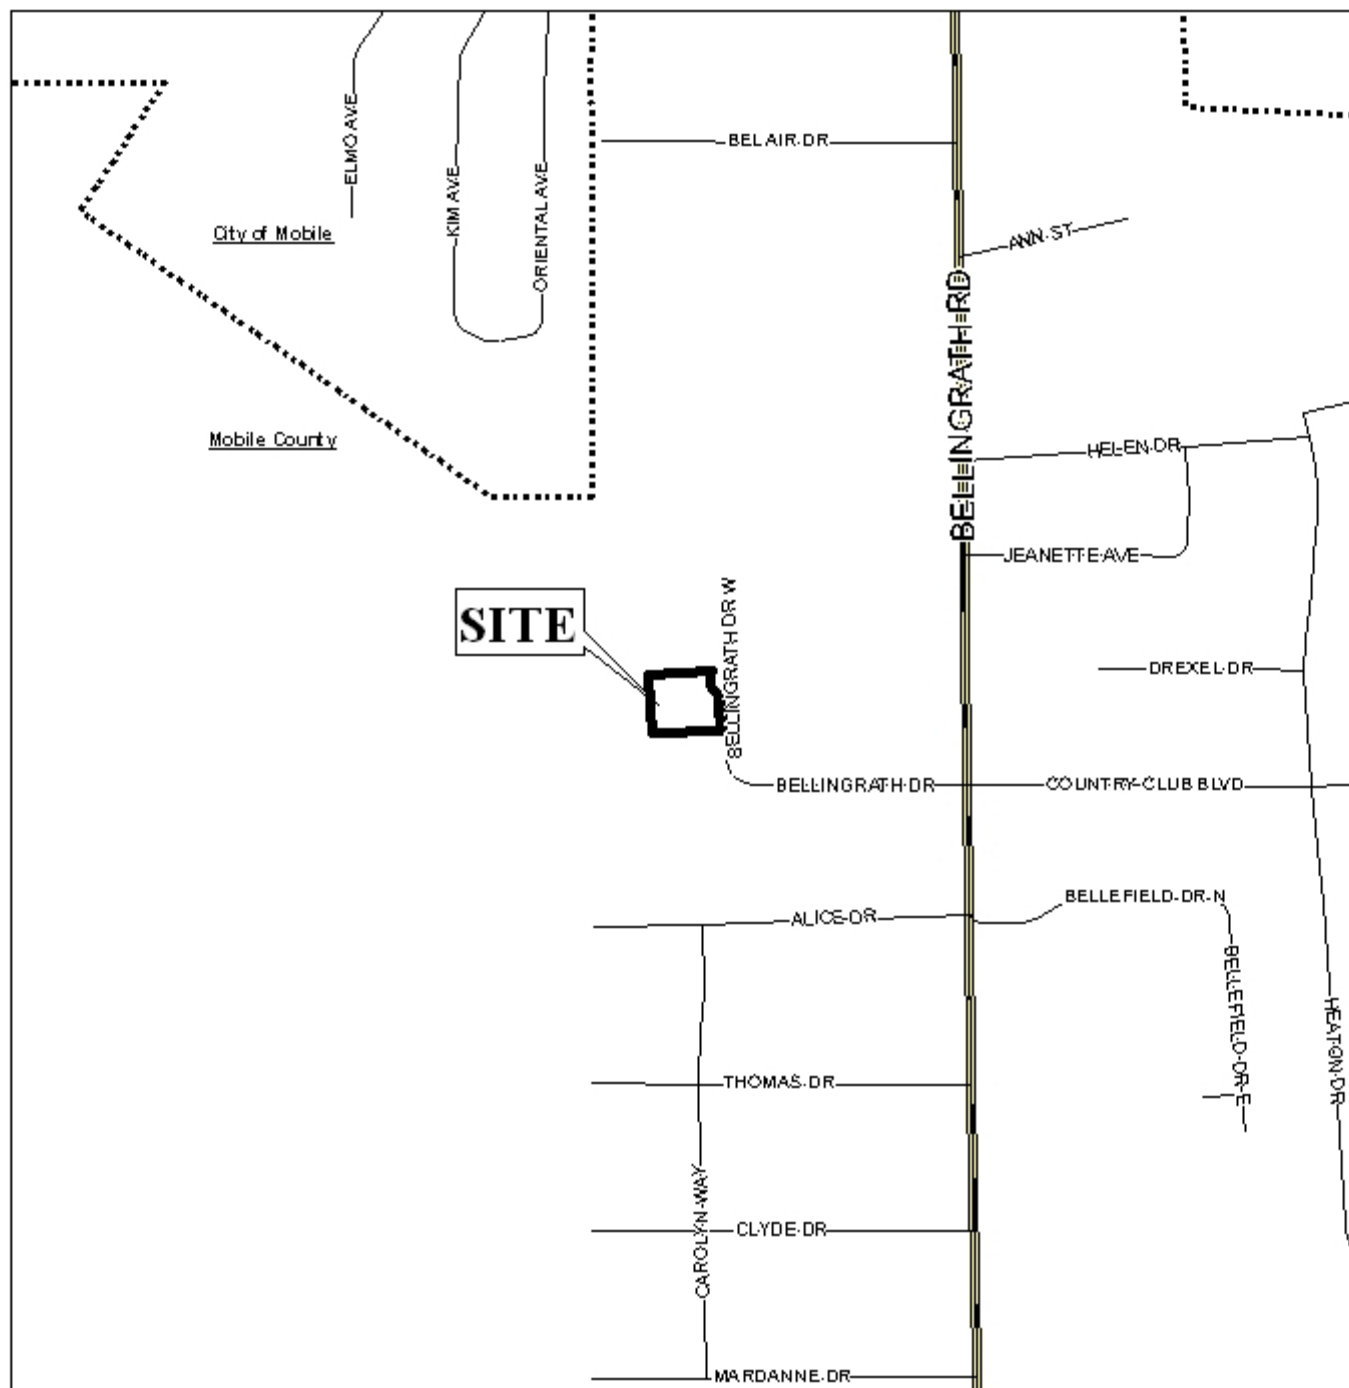 ELMO AVE
KIM AVE
ORIENTAL AVE
BEL AIR DR
City of Mobile
ANN ST
BELLINGRATH RD
Mobile County
HELEN DR
JEANETTE AVE
SITE
BELLINGRATH DR W
DREXEL DR
BELLINGRATH DR
COUNTRY CLUB BLVD
BELLEFIELD DR N
ALICE DR
BELLEFIELD DR E
HEATON DR
THOMAS DR
CAROLYN WAY
CLYDE DR
MARDANNE DR